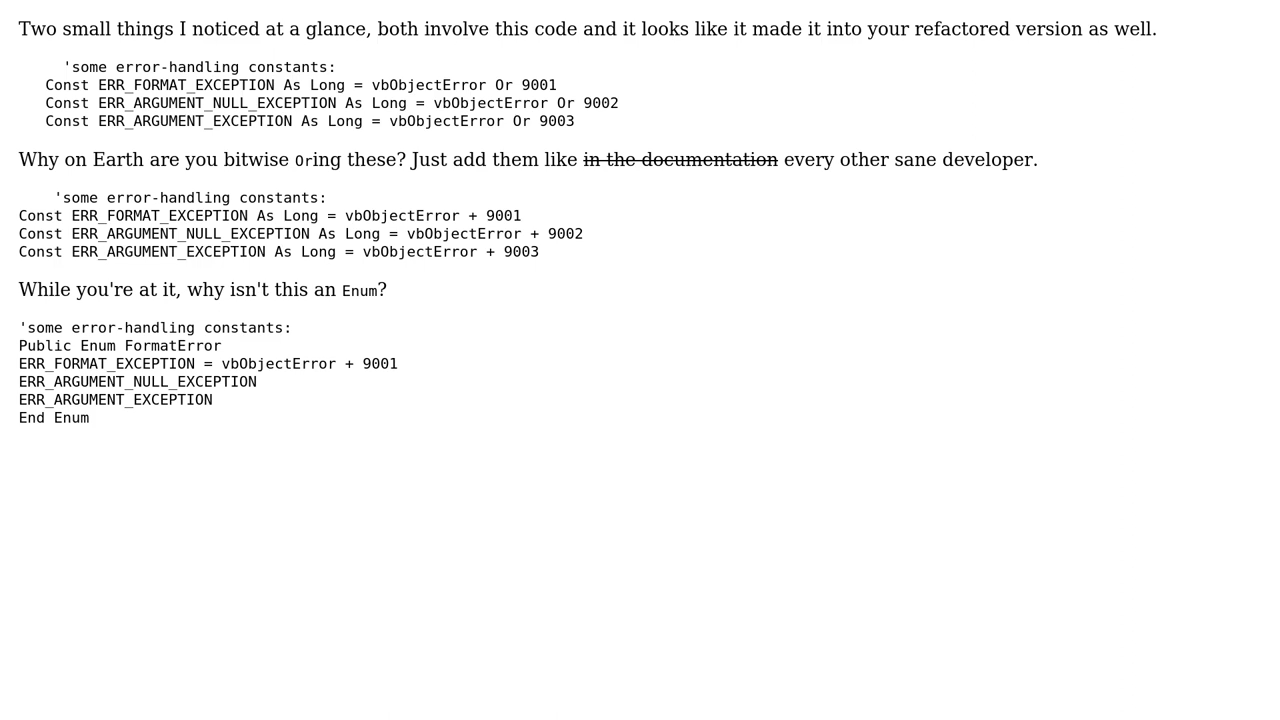 Two small things I noticed at a glance, both involve this code and it looks like it made it into your refactored version as well.
'some error-handling constants:
Const ERR_FORMAT_EXCEPTION As Long = vbObjectError Or 9001
Const ERR_ARGUMENT_NULL_EXCEPTION As Long = vbObjectError Or 9002
Const ERR_ARGUMENT_EXCEPTION As Long = vbObjectError Or 9003
Why on Earth are you bitwise Oring these? Just add them like in the documentation every other sane developer.
'some error-handling constants:
Const ERR_FORMAT_EXCEPTION As Long = vbObjectError + 9001
Const ERR_ARGUMENT_NULL_EXCEPTION As Long = vbObjectError + 9002
Const ERR_ARGUMENT_EXCEPTION As Long = vbObjectError + 9003
While you're at it, why isn't this an Enum?
'some error-handling constants:
Public Enum FormatError
ERR_FORMAT_EXCEPTION = vbObjectError + 9001
ERR_ARGUMENT_NULL_EXCEPTION
ERR_ARGUMENT_EXCEPTION
End Enum